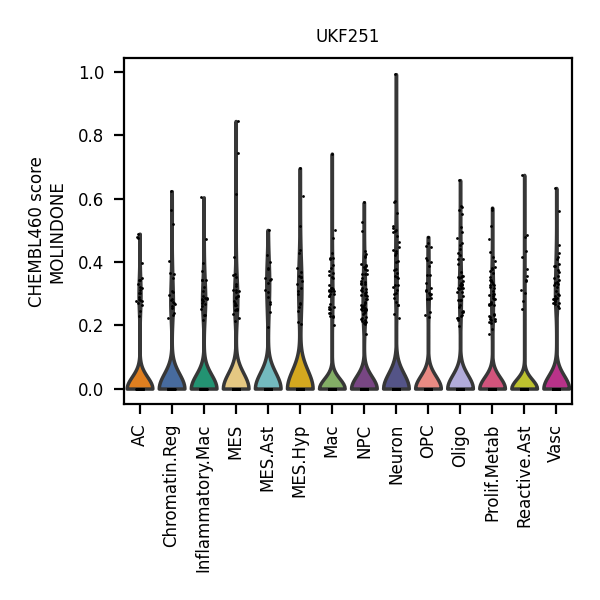 UKF251
CHEMBL460 score
MOLINDONE
1.0
0.8
0.6
0.4
0.2
0.0
AC
Chromatin.Reg
Inflammatory.Mac
MES
MES.Ast
MES.Hyp
Mac
NPC
Neuron
OPC
Oligo
Prolif.Metab
Reactive.Ast
Vasc